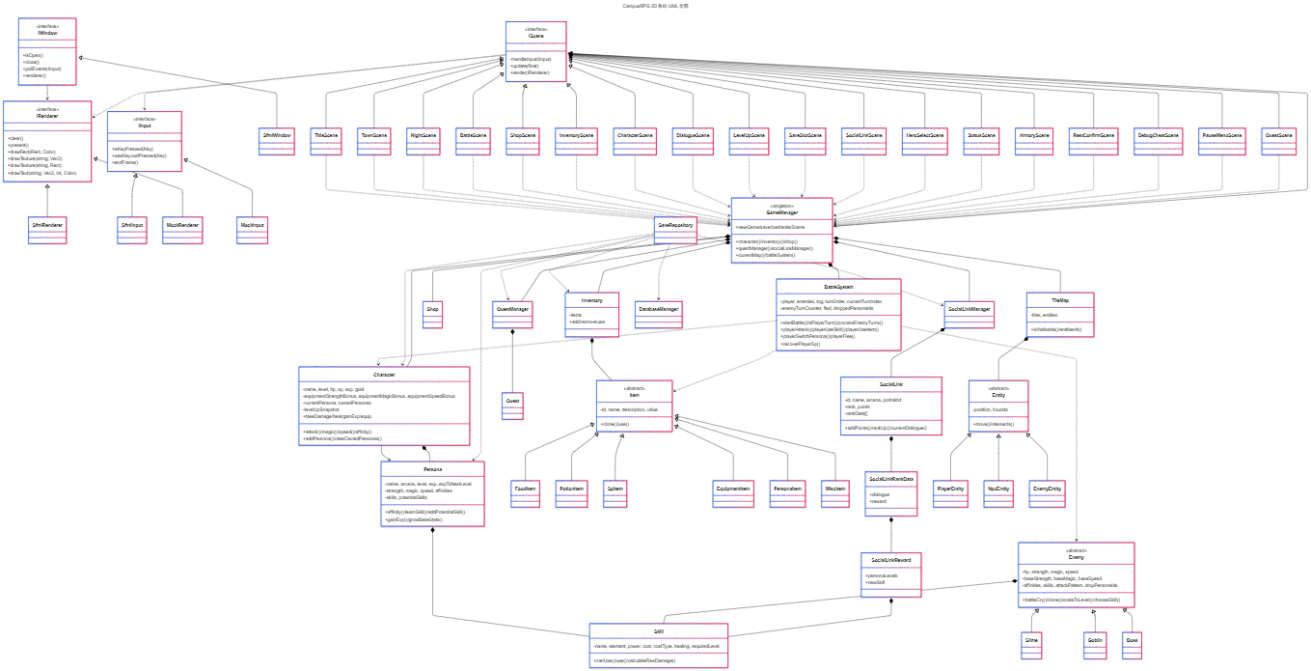 CampusRPG 2D 基础 UML 类图
«interface»
IWindow
+isOpen()
+close()
+pollEvents(IInput)
+renderer()
«interface»
IScene
+handleInput(IInput)
+update(float)
+render(IRenderer)
«interface»
IRenderer
+clear()
+present()
+drawRect(Rect, Color)
+drawTexture(string, Vec2)
+drawTexture(string, Rect)
+drawText(string, Vec2, int, Color)
«interface»
IInput
+isKeyPressed(Key)
+wasKeyJustPressed(Key)
+endFrame()
SfmlWindow
TitleScene
TownScene
NightScene
BattleScene
ShopScene
InventoryScene
CharacterScene
DialogueScene
LevelUpScene
SaveSlotScene
SocialLinkScene
ItemSelectScene
StatusScene
ArmoryScene
RestConfirmScene
DebugChestScene
PauseMenuScene
QuestScene
SfmlRenderer
SfmlInput
MockRenderer
MockInput
SaveRepository
«singleton»
GameManager
+newGame/save/load/enterScene
+character()/inventory()/shop()
+questManager()/socialLinkManager()
+currentMap()/battleSystem()
Shop
QuestManager
Inventory
-items
+add/remove/use
DatabaseManager
BattleSystem
-player, enemies, log, turnOrder, currentTurnIndex
-enemyTurnCounter, fled, droppedPersonaIds
+startBattle()/isPlayerTurn()/processEnemyTurns()
+playerAttack()/playerUseSkill()/playerUseItem()
+playerSwitchPersona()/playerFlee()
+recoverPlayerSp()
SocialLinkManager
TileMap
-tiles, entities
+isWalkable()/entitiesAt()
Character
-name, level, hp, sp, exp, gold
-equipmentStrengthBonus, equipmentMagicBonus, equipmentSpeedBonus
-currentPersona, ownedPersonas
-levelUpSnapshot
+takeDamage/heal/gainExp/equip
+attack()/magic()/speed()/affinity()
+addPersona()/clearOwnedPersonas()
Quest
«abstract»
Item
-id, name, description, value
+clone()/use()
SocialLink
-id, name, arcana, portraitId
-rank, points
-rankData[]
+addPoints()/rankUp()/currentDialogue()
«abstract»
Entity
-position, bounds
+move()/intersects()
Persona
-name, arcana, level, exp, expToNextLevel
-strength, magic, speed, affinities
-skills, potentialSkills
+affinity()/learnSkill()/addPotentialSkill()
+gainExp()/growBaseStats()
FoodItem
PotionItem
SpItem
EquipmentItem
PersonaItem
MiscItem
SocialLinkRankData
+dialogue
+reward
PlayerEntity
NpcEntity
EnemyEntity
SocialLinkReward
+personaLevels
+newSkill
«abstract»
Enemy
-hp, strength, magic, speed
-baseStrength, baseMagic, baseSpeed
-affinities, skills, attackPattern, dropPersonaIds
+battleCry()/clone()/scaleToLevel()/chooseSkill()
Skill
-name, element, power, cost, costType, healing, requiredLevel
+canUse()/use()/calculateRawDamage()
Slime
Goblin
Boss